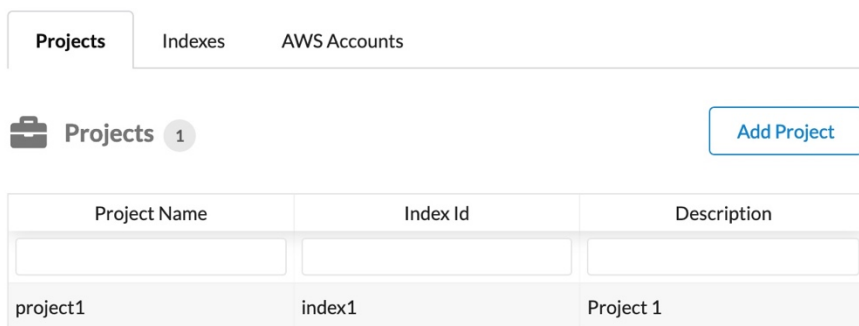 Projects Indexes AWS Accounts
Projects 1 Add Project
Project Name Index Id Description
project1 index1 Project 1